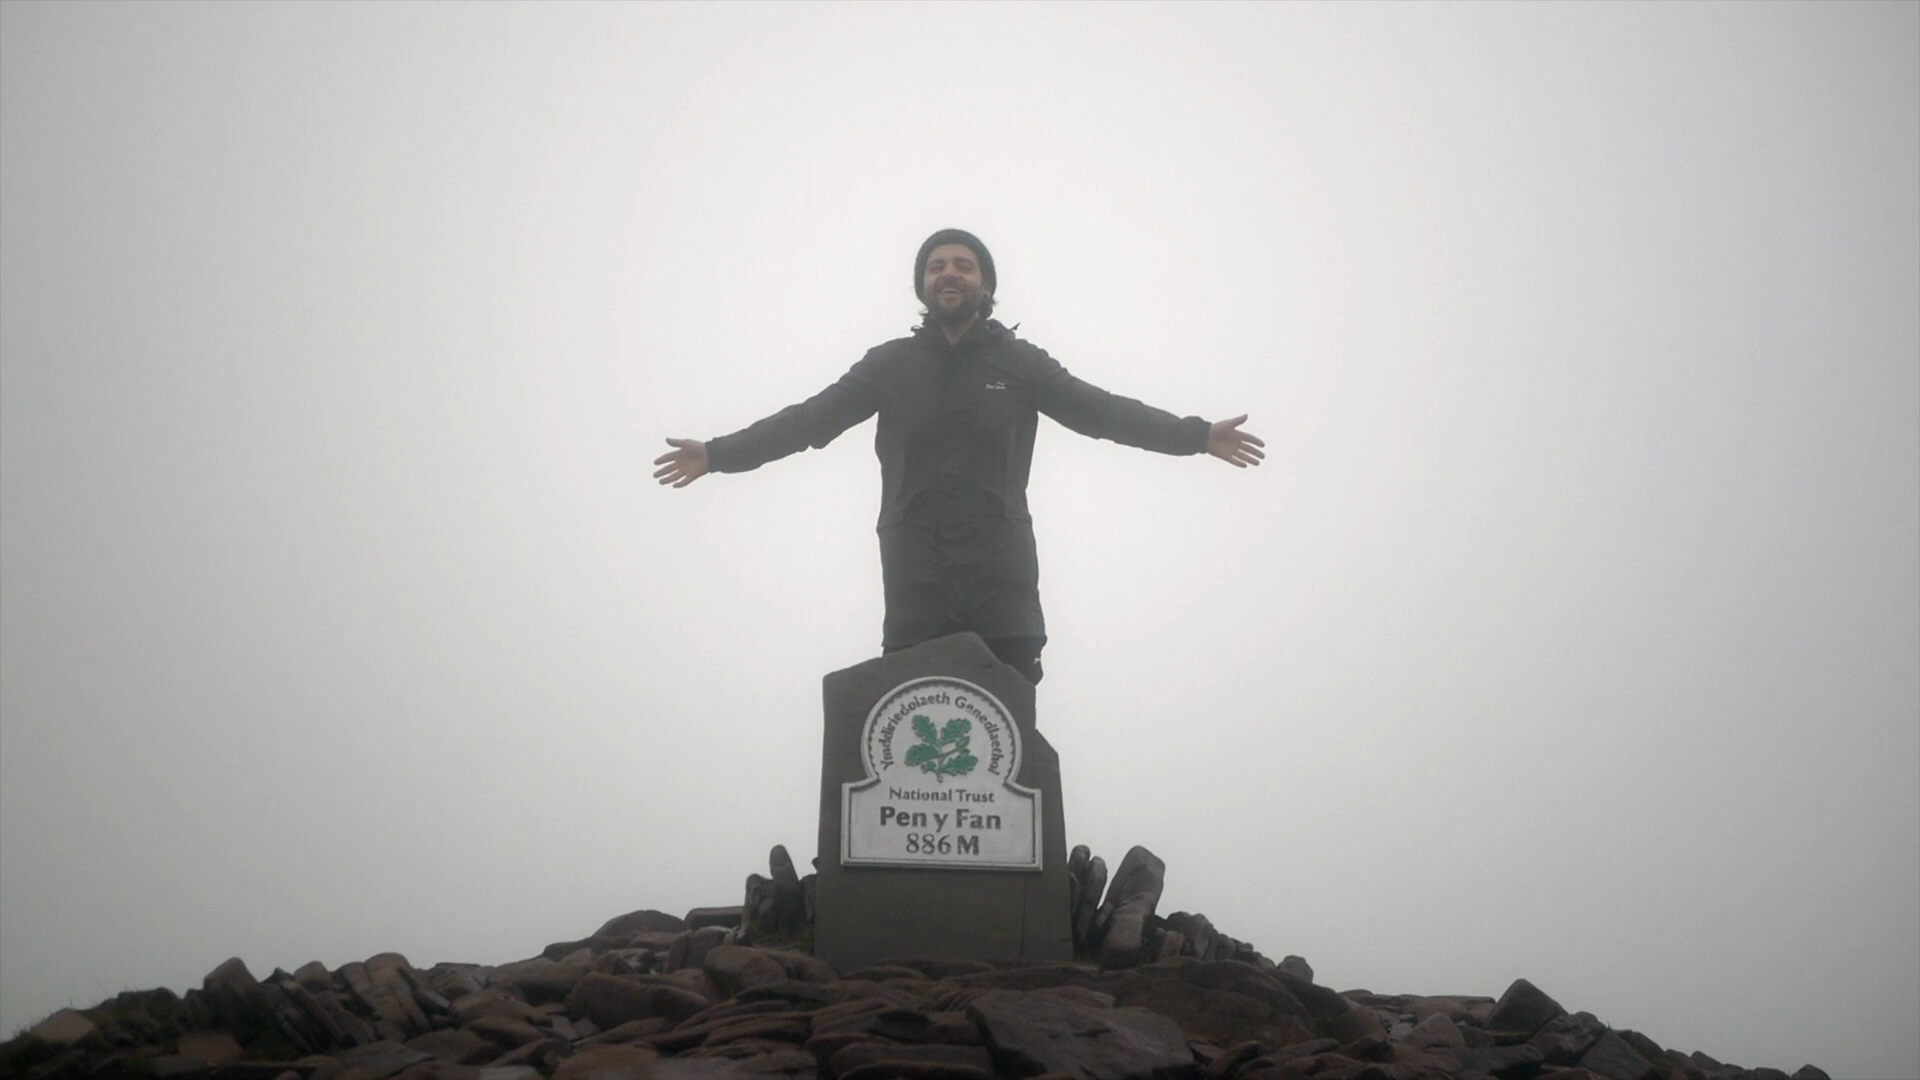 Ymddiriedolaeth Genedlaethol
National Trust
Pen y Fan
886 M